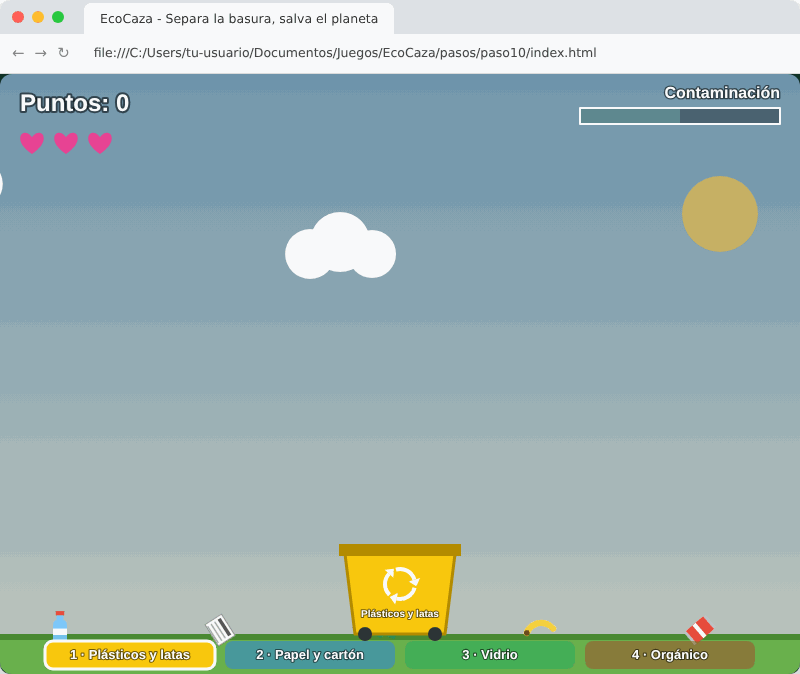 EcoCaza - Separa la basura, salva el planeta
file:///C:/Users/tu-usuario/Documentos/Juegos/EcoCaza/pasos/paso10/index.html
Puntos: 0
Contaminación
Plásticos y latas
1 · Plásticos y latas
2 · Papel y cartón
3 · Vidrio
4 · Orgánico